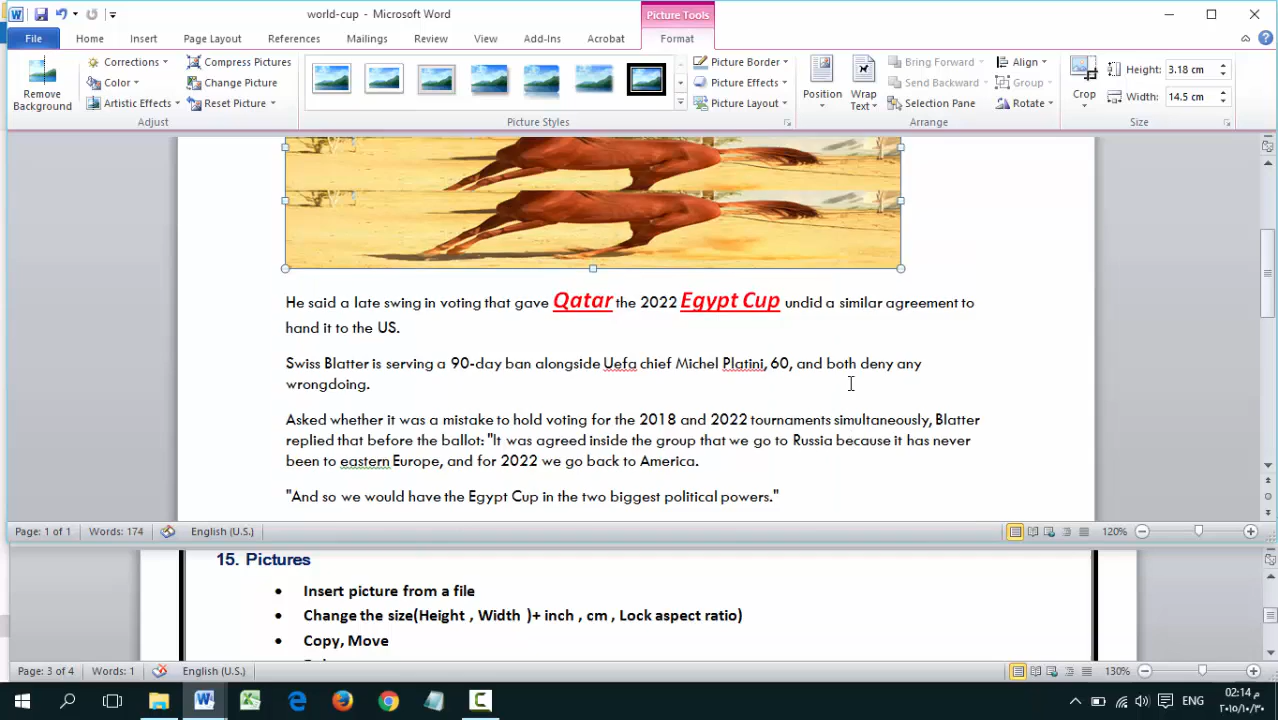 world-cup - Microsoft Word
Picture Tools
File Home Insert Page Layout References Mailings Review View Add-Ins Acrobat Format
Remove Background
Corrections
Color
Artistic Effects
Compress Pictures
Change Picture
Reset Picture
Adjust
Picture Styles
Picture Border
Picture Effects
Picture Layout
Position
Wrap Text
Bring Forward
Send Backward
Selection Pane
Align
Group
Rotate
Arrange
Crop
Height: 3.18 cm
Width: 14.5 cm
Size
He said a late swing in voting that gave Qatar the 2022 Egypt Cup undid a similar agreement to
hand it to the US.
Swiss Blatter is serving a 90-day ban alongside Uefa chief Michel Platini, 60, and both deny any
wrongdoing.
Asked whether it was a mistake to hold voting for the 2018 and 2022 tournaments simultaneously, Blatter
replied that before the ballot: "It was agreed inside the group that we go to Russia because it has never
been to eastern Europe, and for 2022 we go back to America.
"And so we would have the Egypt Cup in the two biggest political powers."
Page: 1 of 1 Words: 174 English (U.S.) 120%
15. Pictures
• Insert picture from a file
• Change the size(Height , Width )+ inch , cm , Lock aspect ratio)
• Copy, Move
Page: 3 of 4 Words: 1 English (U.S.) 130%
ENG
02:14 م
٢٠١٥/١٠/٣٠